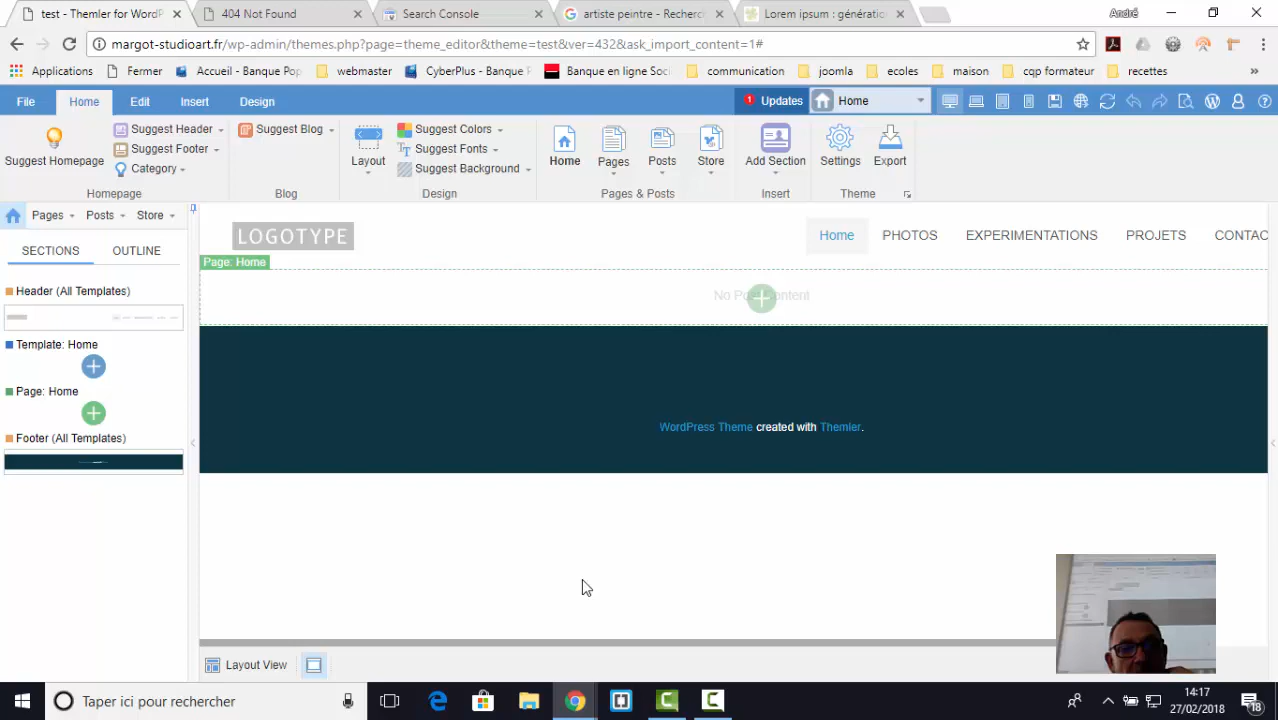 test - Themler for WordP
404 Not Found
Search Console
artiste peintre - Recherc
Lorem ipsum : génératio
André
margot-studioart.fr/wp-admin/themes.php?page=theme_editor&theme=test&ver=432&ask_import_content=1#
Applications
Fermer
Accueil - Banque Pop
webmaster
CyberPlus - Banque P
Banque en ligne Soci
communication
joomla
ecoles
maison
cqp formateur
recettes
»
File
Home
Edit
Insert
Design
1
Updates
Home
Suggest Homepage
Suggest Header
Suggest Footer
Category
Homepage
Suggest Blog
Blog
Layout
Suggest Colors
Suggest Fonts
Suggest Background
Design
Home
Pages
Posts
Store
Pages & Posts
Add Section
Insert
Settings
Export
Theme
Pages
Posts
Store
SECTIONS
OUTLINE
Header (All Templates)
Template: Home
Page: Home
Footer (All Templates)
LOGOTYPE
Home
PHOTOS
EXPERIMENTATIONS
PROJETS
CONTAC
Page: Home
WordPress Theme created with Themler.
Layout View
Taper ici pour rechercher
14:17
27/02/2018
18